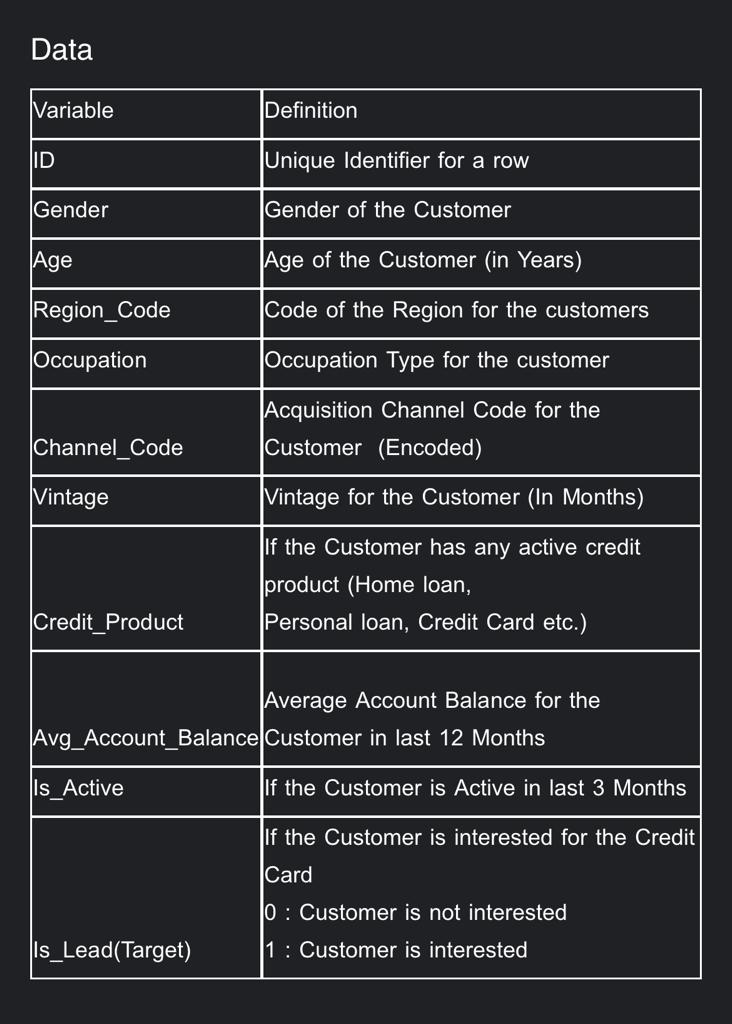 Data
Variable Definition
ID Unique Identifier for a row
Gender Gender of the Customer
Age Age of the Customer (in Years)
Region_Code Code of the Region for the customers
Occupation Occupation Type for the customer
Acquisition Channel Code for the
Channel_Code Customer (Encoded)
Vintage Vintage for the Customer (In Months)
If the Customer has any active credit
product (Home loan,
Credit_Product Personal loan, Credit Card etc.)
Average Account Balance for the
Avg_Account_Balance Customer in last 12 Months
Is_Active If the Customer is Active in last 3 Months
If the Customer is interested for the Credit
Card
0 : Customer is not interested
Is_Lead(Target) 1 : Customer is interested